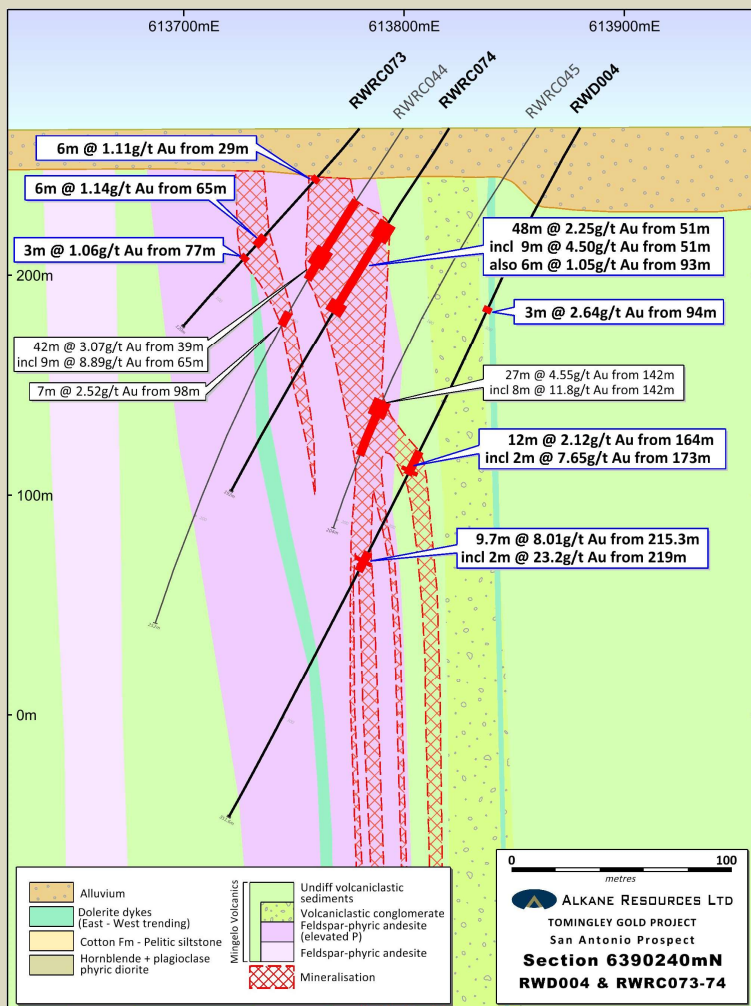 613700mE
613800mE
613900mE
RWRC073
RWRC044
RWRC074
RWRC045
RWD004
6m @ 1.11g/t Au from 29m
6m @ 1.14g/t Au from 65m
3m @ 1.06g/t Au from 77m
48m @ 2.25g/t Au from 51m
incl 9m @ 4.50g/t Au from 51m
also 6m @ 1.05g/t Au from 93m
200m
3m @ 2.64g/t Au from 94m
42m @ 3.07g/t Au from 39m
incl 9m @ 8.89g/t Au from 65m
7m @ 2.52g/t Au from 98m
27m @ 4.55g/t Au from 142m
incl 8m @ 11.8g/t Au from 142m
12m @ 2.12g/t Au from 164m
incl 2m @ 7.65g/t Au from 173m
100m
9.7m @ 8.01g/t Au from 215.3m
incl 2m @ 23.2g/t Au from 219m
0m
Alluvium
Dolerite dykes
(East - West trending)
Cotton Fm - Pelitic siltstone
Hornblende + plagioclase
phyric diorite
Mingelo Volcanics
Undiff volcaniclastic
sediments
Volcaniclastic conglomerate
Feldspar-phyric andesite
(elevated P)
Feldspar-phyric andesite
Mineralisation
0 100
metres
ALKANE RESOURCES LTD
TOMINGLEY GOLD PROJECT
San Antonio Prospect
Section 6390240mN
RWD004 & RWRC073-74